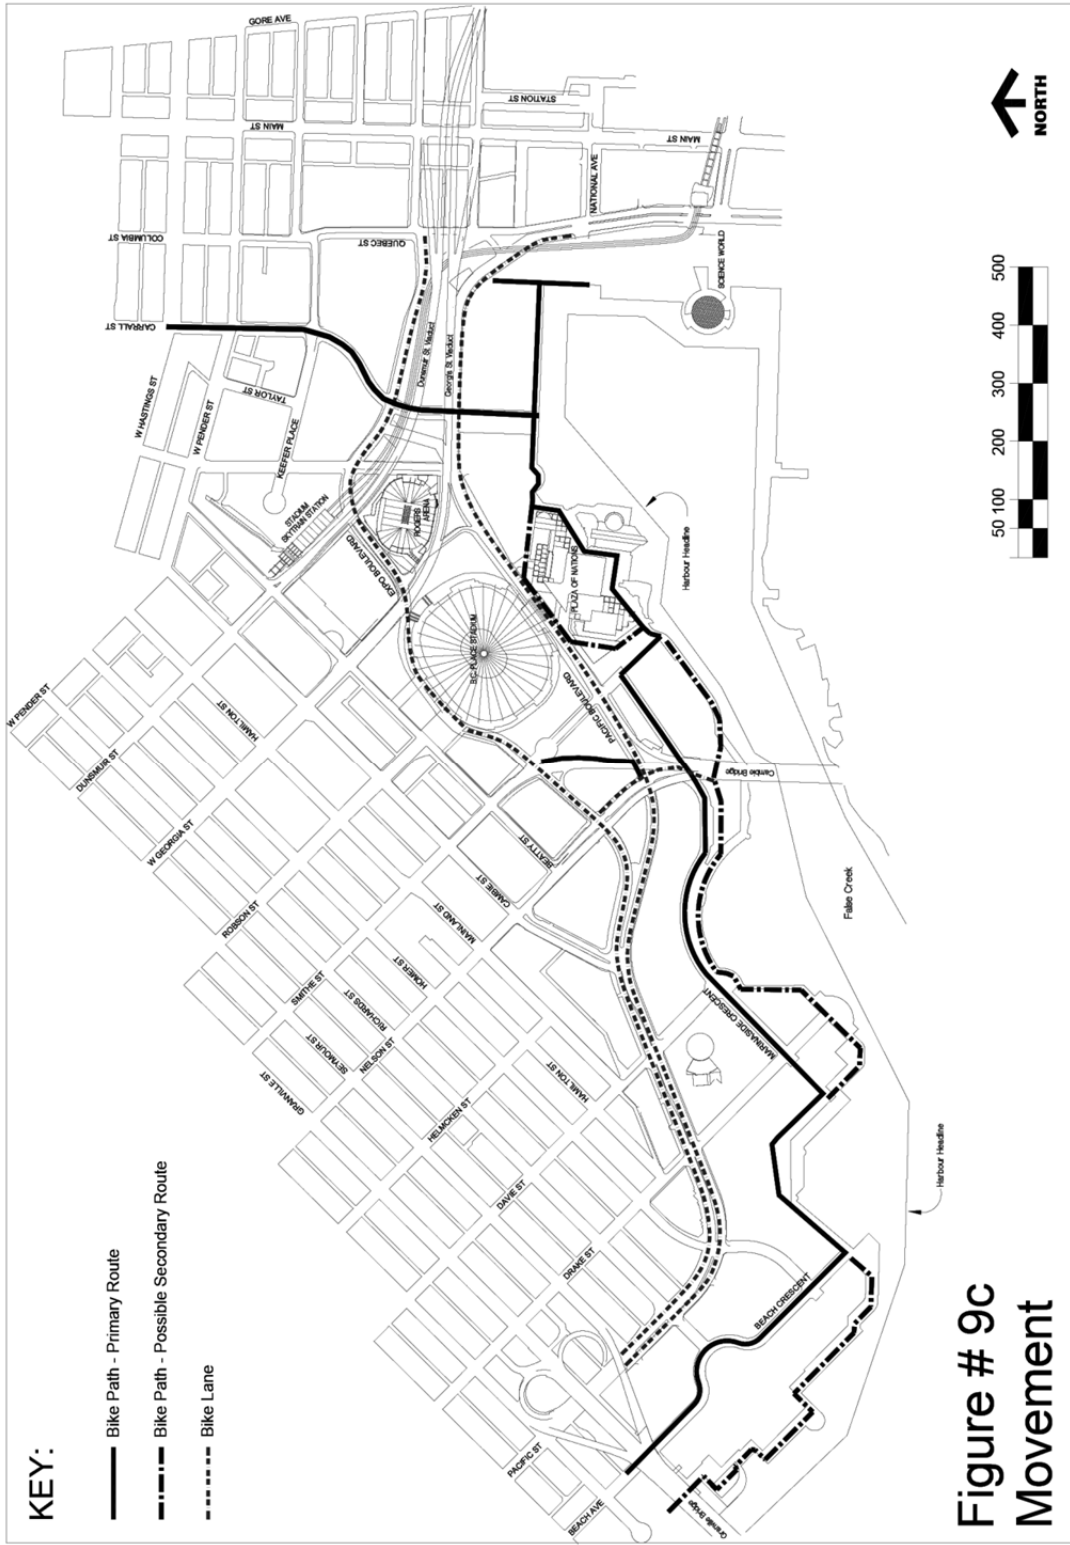 KEY:
Bike Path - Primary Route
Bike Path - Possible Secondary Route
Bike Lane
GORE AVE
STATION ST
MAIN ST
MAIN ST
NATIONAL AVE
COLUMBIA ST
QUEBEC ST
SCIENCE WORLD
CARRALL ST
Dunsmuir St. Viaduct
Georgia St. Viaduct
W HASTINGS ST
TAYLOR ST
W PENDER ST
KEEFER PLACE
STADIUM
SKYTRAIN STATION
ROGERS
ARENA
EXPO BOULEVARD
PLAZA OF NATIONS
Harbour Headline
B.C. PLACE STADIUM
PACIFIC BOULEVARD
W PENDER ST
HAMILTON ST
DUNSMUIR ST
Cambie Bridge
W GEORGIA ST
BEATTY ST
CAMBIE ST
False Creek
ROBSON ST
MAINLAND ST
HOMER ST
SMITHE ST
RICHARDS ST
MARINASIDE CRESCENT
SEYMOUR ST
NELSON ST
GRANVILLE ST
HAMILTON ST
HELMCKEN ST
Harbour Headline
DAVIE ST
DRAKE ST
BEACH CRESCENT
PACIFIC ST
BEACH AVE
Granville Bridge
NORTH
50 100 200 300 400 500
Figure # 9c
Movement